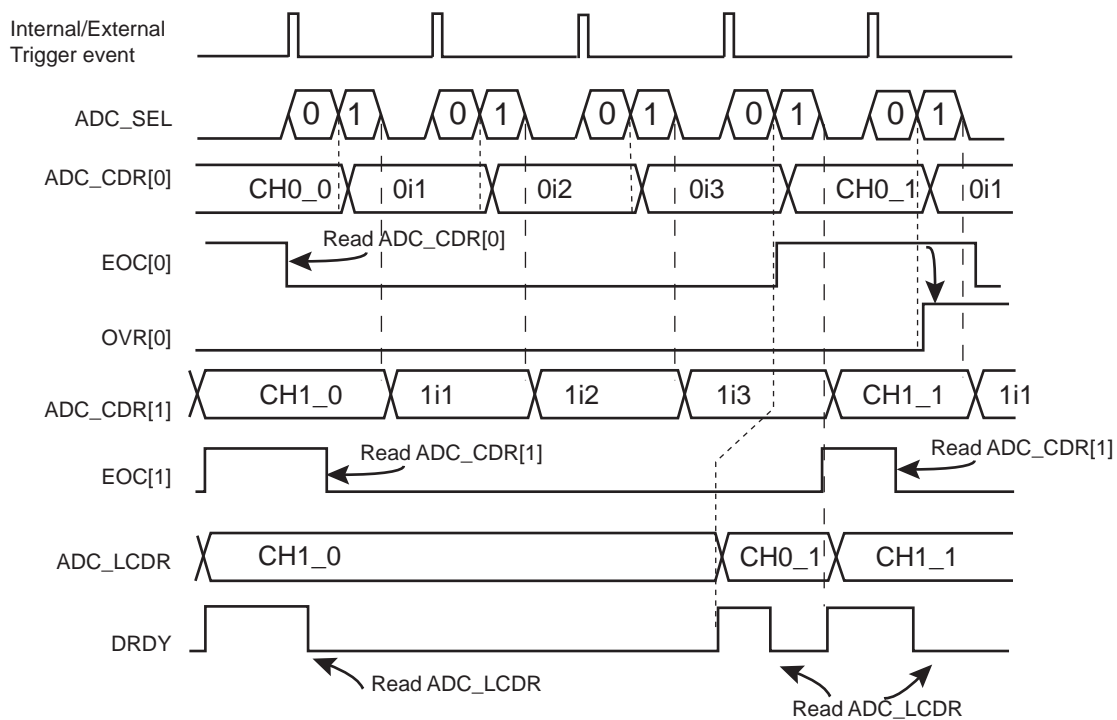 Internal/External
Trigger event
ADC_SEL
0 1 0 1 0 1 0 1 0 1
ADC_CDR[0]
CH0_0 0i1 0i2 0i3 CH0_1 0i1
Read ADC_CDR[0]
EOC[0]
OVR[0]
ADC_CDR[1]
CH1_0 1i1 1i2 1i3 CH1_1 1i1
Read ADC_CDR[1]
Read ADC_CDR[1]
EOC[1]
ADC_LCDR
CH1_0 CH0_1 CH1_1
DRDY
Read ADC_LCDR
Read ADC_LCDR